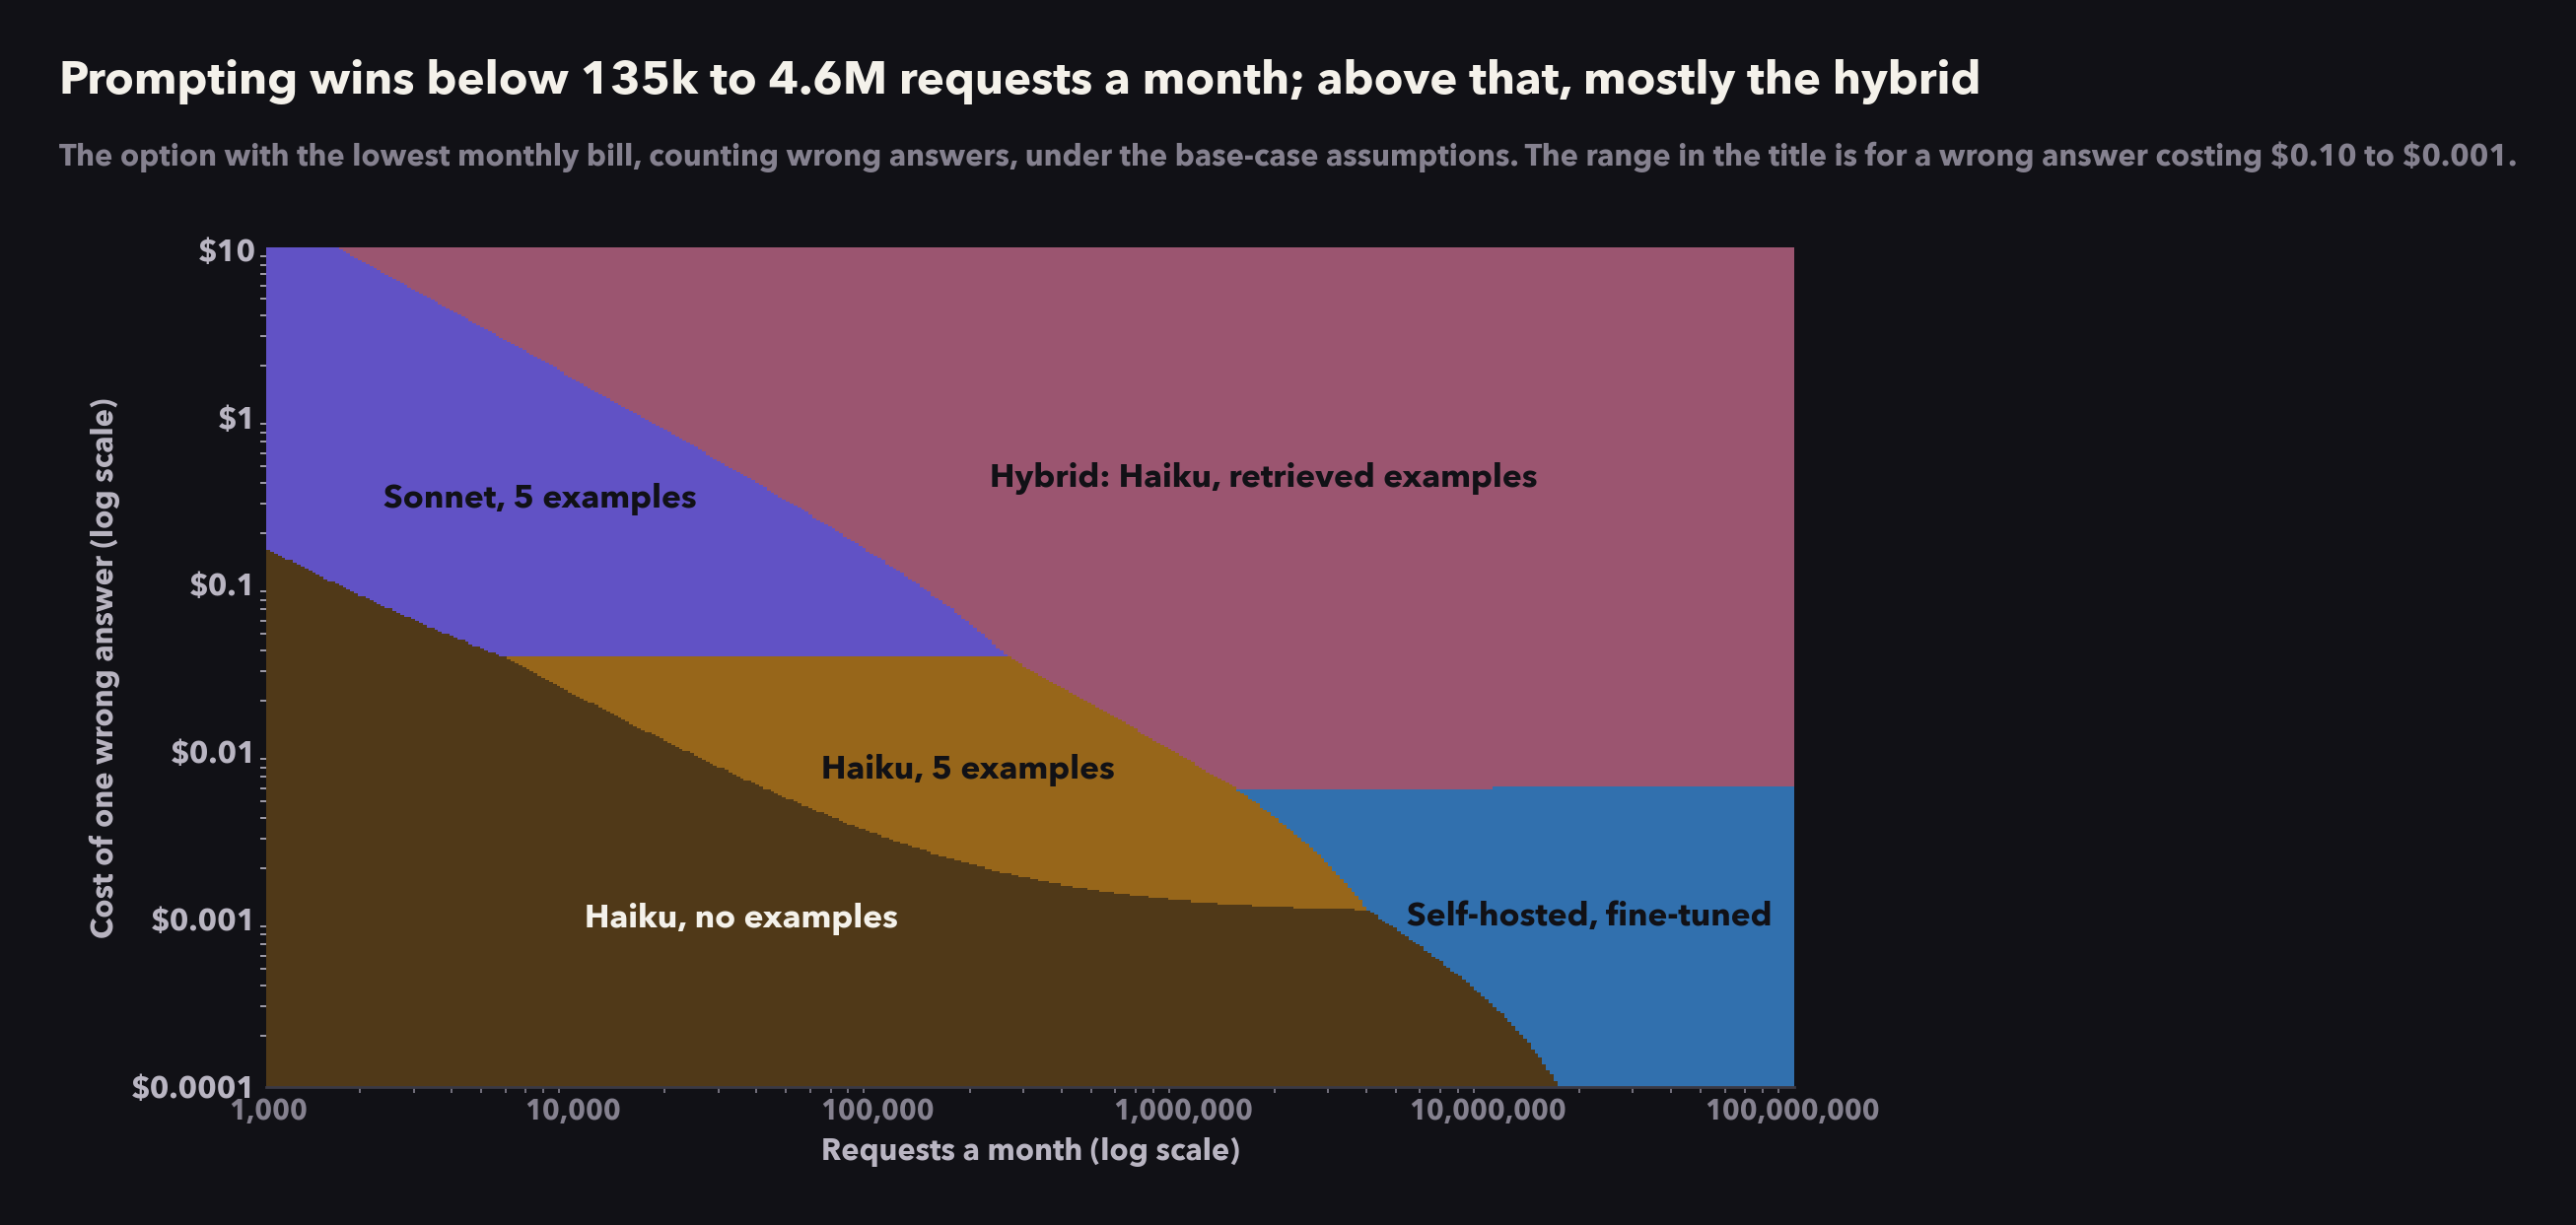 Prompting wins below 135k to 4.6M requests a month; above that, mostly the hybrid
The option with the lowest monthly bill, counting wrong answers, under the base-case assumptions. The range in the title is for a wrong answer costing $0.10 to $0.001.
Cost of one wrong answer (log scale)
$10
$1
$0.1
$0.01
$0.001
$0.0001
Hybrid: Haiku, retrieved examples
Sonnet, 5 examples
Haiku, 5 examples
Haiku, no examples
Self-hosted, fine-tuned
1,000
10,000
100,000
1,000,000
10,000,000
100,000,000
Requests a month (log scale)